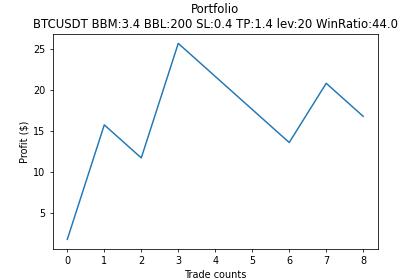 Portfolio
BTCUSDT BBM:3.4 BBL:200 SL:0.4 TP:1.4 lev:20 WinRatio:44.0
25
20
15
10
5
Profit ($)
0 1 2 3 4 5 6 7 8
Trade counts